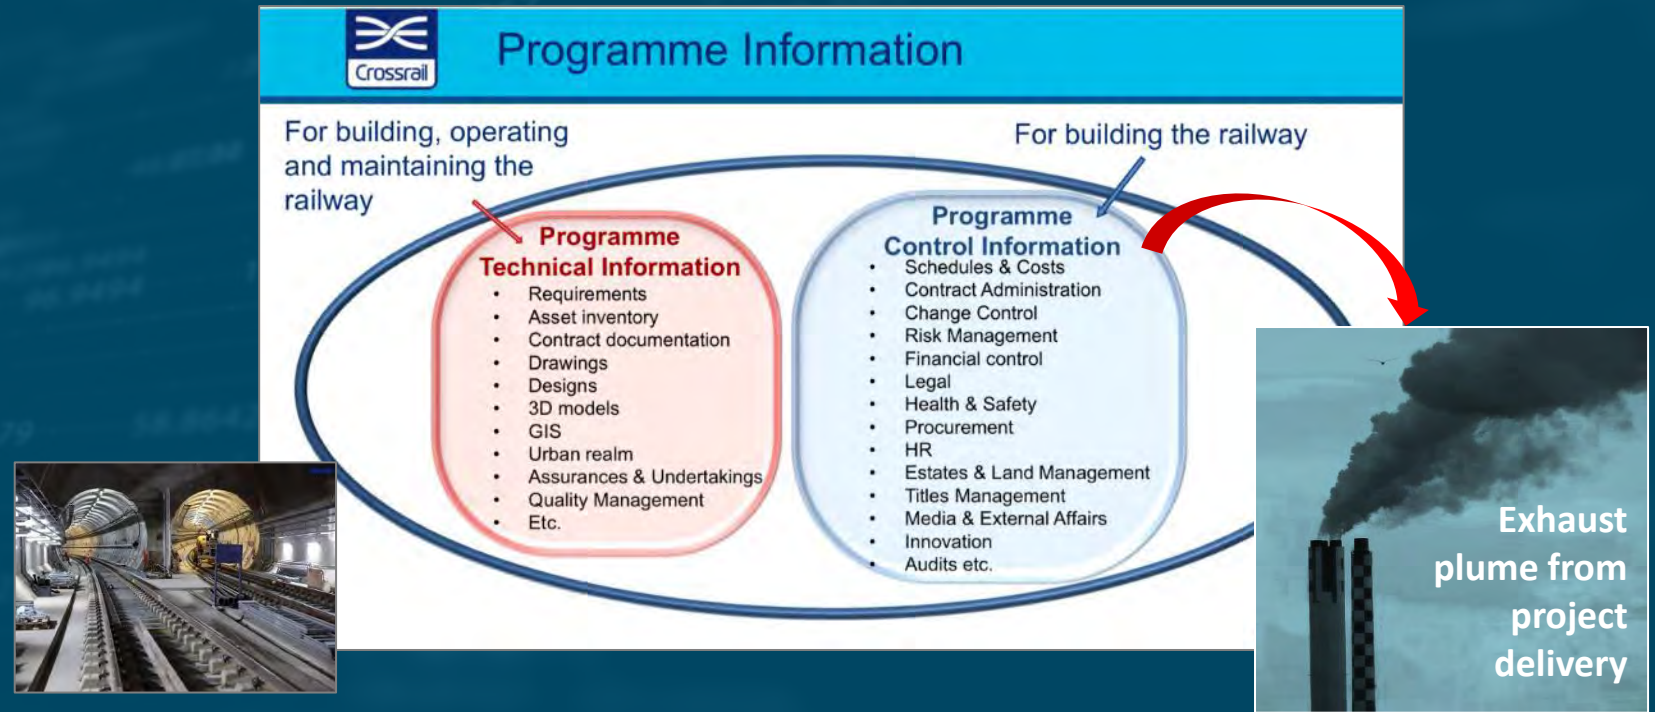 Crossrail
Programme Information
For building, operating
and maintaining the
railway
For building the railway
Programme
Technical Information
• Requirements
• Asset inventory
• Contract documentation
• Drawings
• Designs
• 3D models
• GIS
• Urban realm
• Assurances & Undertakings
• Quality Management
• Etc.
Programme
Control Information
• Schedules & Costs
• Contract Administration
• Change Control
• Risk Management
• Financial control
• Legal
• Health & Safety
• Procurement
• HR
• Estates & Land Management
• Titles Management
• Media & External Affairs
• Innovation
• Audits etc.
Exhaust
plume from
project
delivery